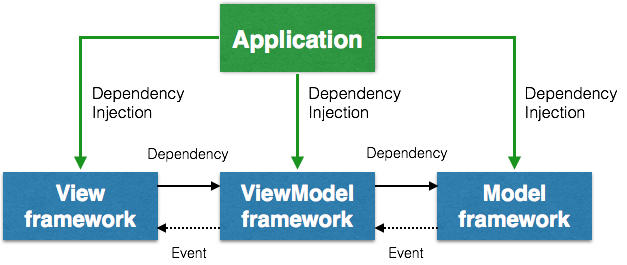 Application
Dependency
Injection
Dependency
Injection
Dependency
Injection
Dependency
Dependency
View
framework
ViewModel
framework
Model
framework
Event
Event